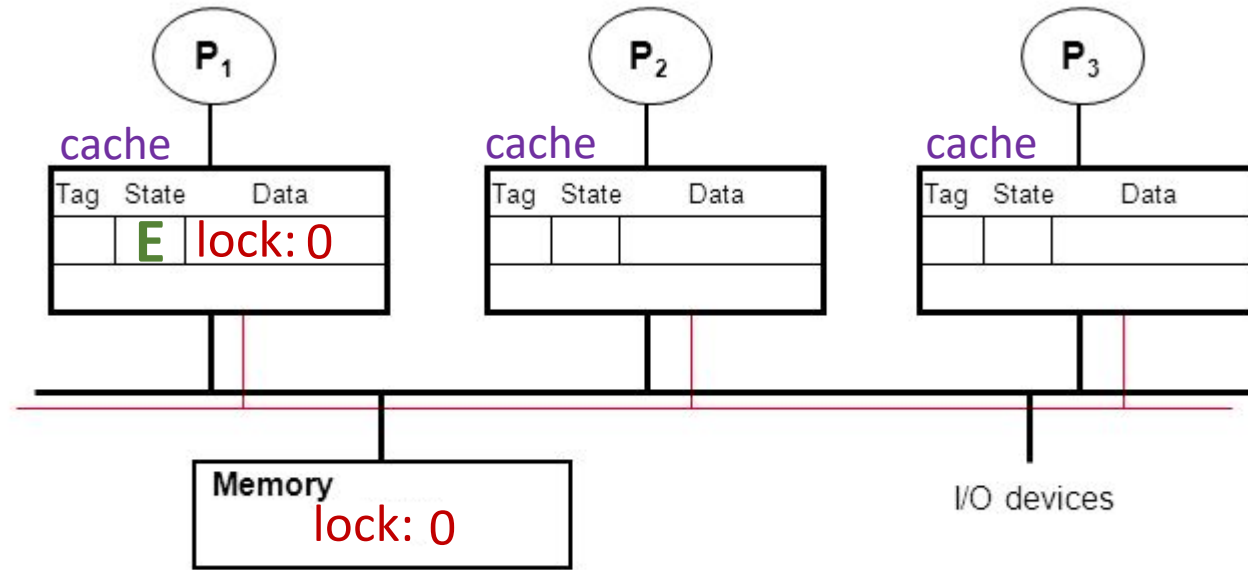 P1 P2 P3
cache cache cache
Tag State Data Tag State Data Tag State Data
E lock: 0
Memory
lock: 0
I/O devices